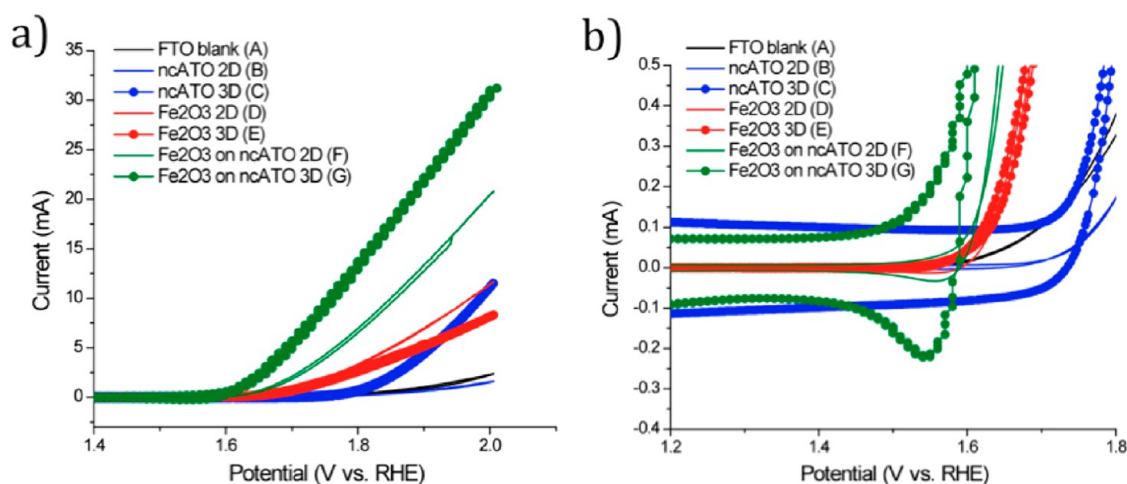 a)
FTO blank (A)
ncATO 2D (B)
ncATO 3D (C)
Fe2O3 2D (D)
Fe2O3 3D (E)
Fe2O3 on ncATO 2D (F)
Fe2O3 on ncATO 3D (G)
35
30
25
20
15
10
5
0
Current (mA)
1.4 1.6 1.8 2.0
Potential (V vs. RHE)
b)
FTO blank (A)
ncATO 2D (B)
ncATO 3D (C)
Fe2O3 2D (D)
Fe2O3 3D (E)
Fe2O3 on ncATO 2D (F)
Fe2O3 on ncATO 3D (G)
0.5
0.4
0.3
0.2
0.1
0.0
-0.1
-0.2
-0.3
-0.4
Current (mA)
1.2 1.4 1.6 1.8
Potential (V vs. RHE)